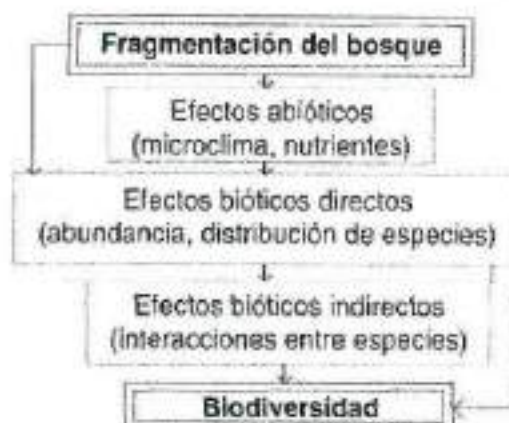 Fragmentación del bosque
Efectos abióticos
(microclima, nutrientes)
Efectos bióticos directos
(abundancia, distribución de especies)
Efectos bióticos indirectos
(interacciones entre especies)
Biodiversidad